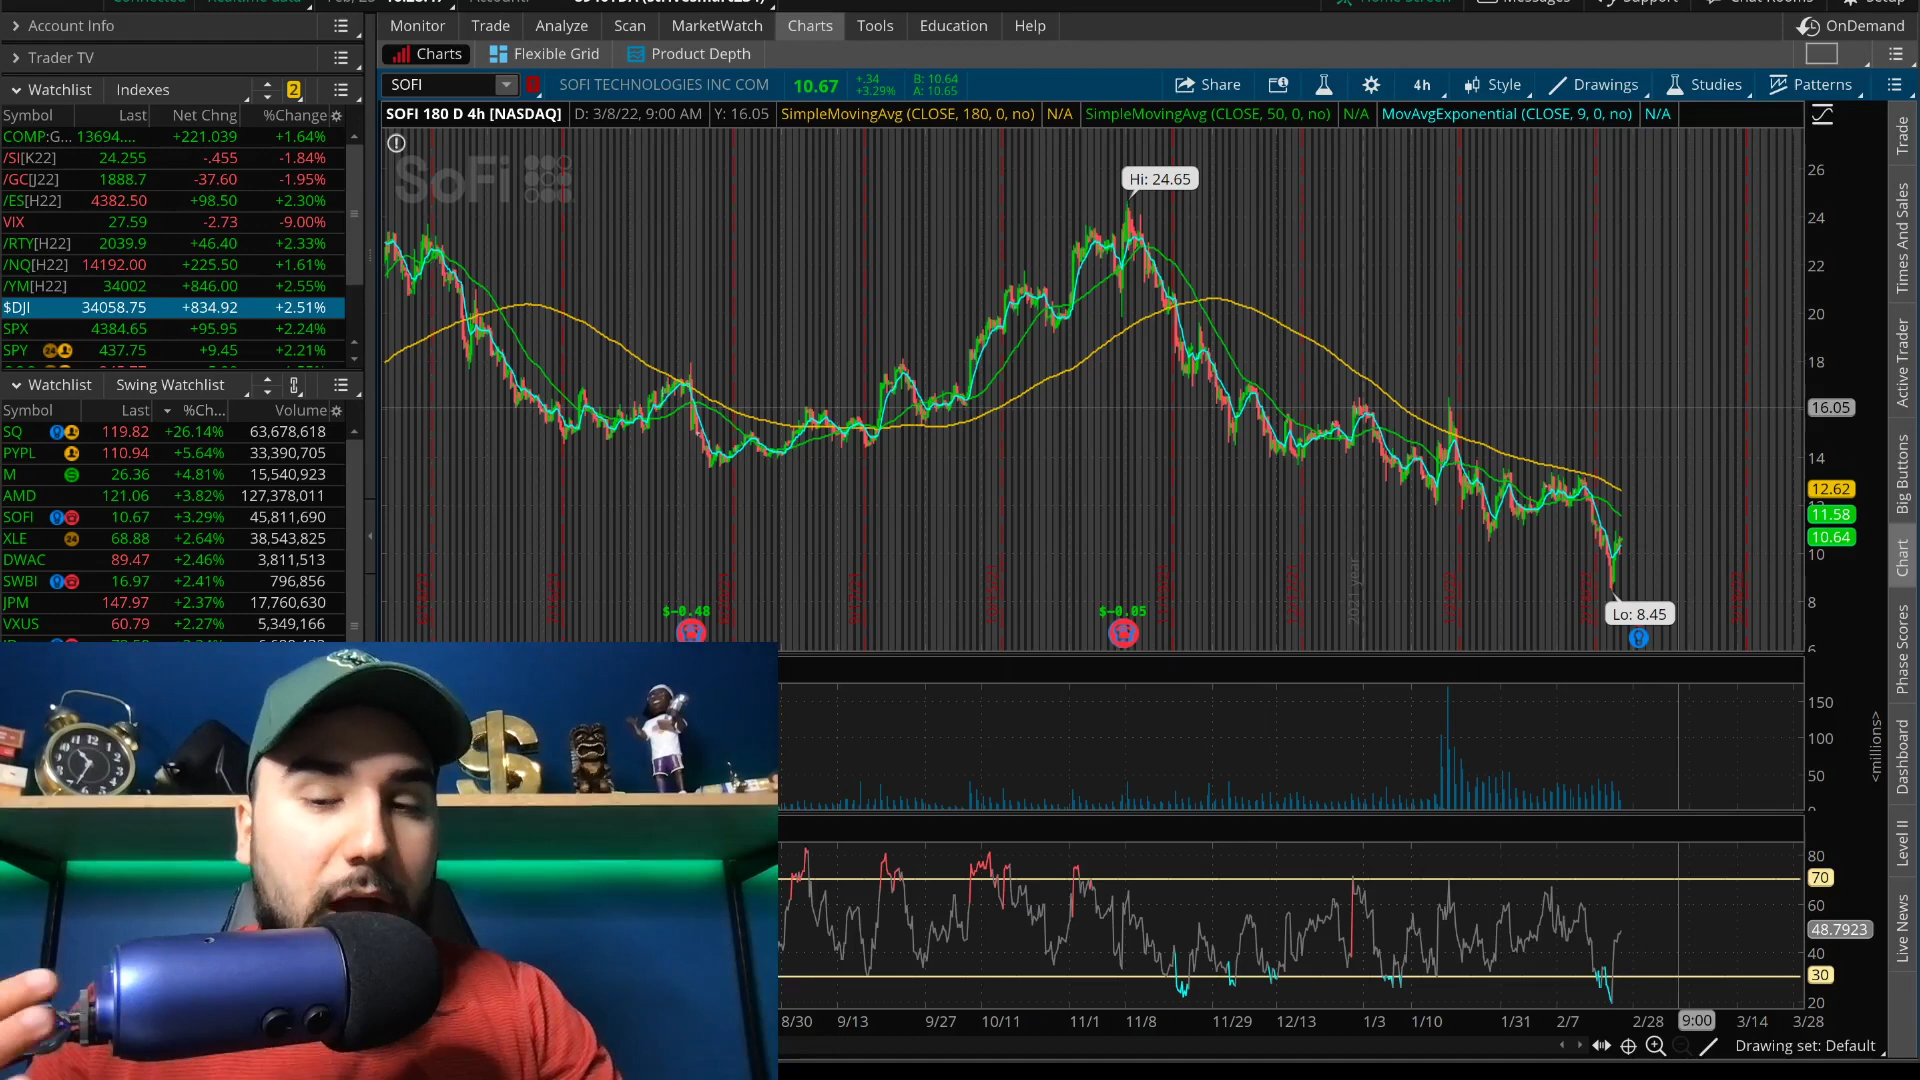 Account Info
Trader TV
Watchlist Indexes 2
Symbol Last Net Chng %Change
COMP:G... 13694.... +221.039 +1.64%
/SI[K22] 24.255 -.455 -1.84%
/GC[J22] 1888.7 -37.60 -1.95%
/ES[H22] 4382.50 +98.50 +2.30%
VIX 27.59 -2.73 -9.00%
/RTY[H22] 2039.9 +46.40 +2.33%
/NQ[H22] 14192.00 +225.50 +1.61%
/YM[H22] 34002 +846.00 +2.55%
$DJI 34058.75 +834.92 +2.51%
SPX 4384.65 +95.95 +2.24%
SPY 24 437.75 +9.45 +2.21%
Watchlist Swing Watchlist
Symbol Last %Ch... Volume
SQ 119.82 +26.14% 63,678,618
PYPL 110.94 +5.64% 33,390,705
M 26.36 +4.81% 15,540,923
AMD 121.06 +3.82% 127,378,011
SOFI 10.67 +3.29% 45,811,690
XLE 24 68.88 +2.64% 38,543,825
DWAC 89.47 +2.46% 3,811,513
SWBI 16.97 +2.41% 796,856
JPM 147.97 +2.37% 17,760,630
VXUS 60.79 +2.27% 5,349,166
Monitor Trade Analyze Scan MarketWatch Charts Tools Education Help OnDemand
Charts Flexible Grid Product Depth
SOFI SOFI TECHNOLOGIES INC COM 10.67 +.34 +3.29% B: 10.64 A: 10.65 Share 4h Style Drawings Studies Patterns
SOFI 180 D 4h [NASDAQ] D: 3/8/22, 9:00 AM Y: 16.05 SimpleMovingAvg (CLOSE, 180, 0, no) N/A SimpleMovingAvg (CLOSE, 50, 0, no) N/A MovAvgExponential (CLOSE, 9, 0, no) N/A
SoFi
Hi: 24.65
26
24
22
20
18
16.05
14
12.62
11.58
10.64
10
8
$-0.48
$-0.05
2021 year
Lo: 8.45
150
100
50
<millions>
80
70
60
48.7923
40
30
20
8/30 9/13 9/27 10/11 11/1 11/8 11/29 12/13 1/3 1/10 1/31 2/7 2/28 9:00 3/14 3/28
Drawing set: Default
Trade
Times And Sales
Active Trader
Big Buttons
Chart
Phase Scores
Dashboard
Level II
Live News